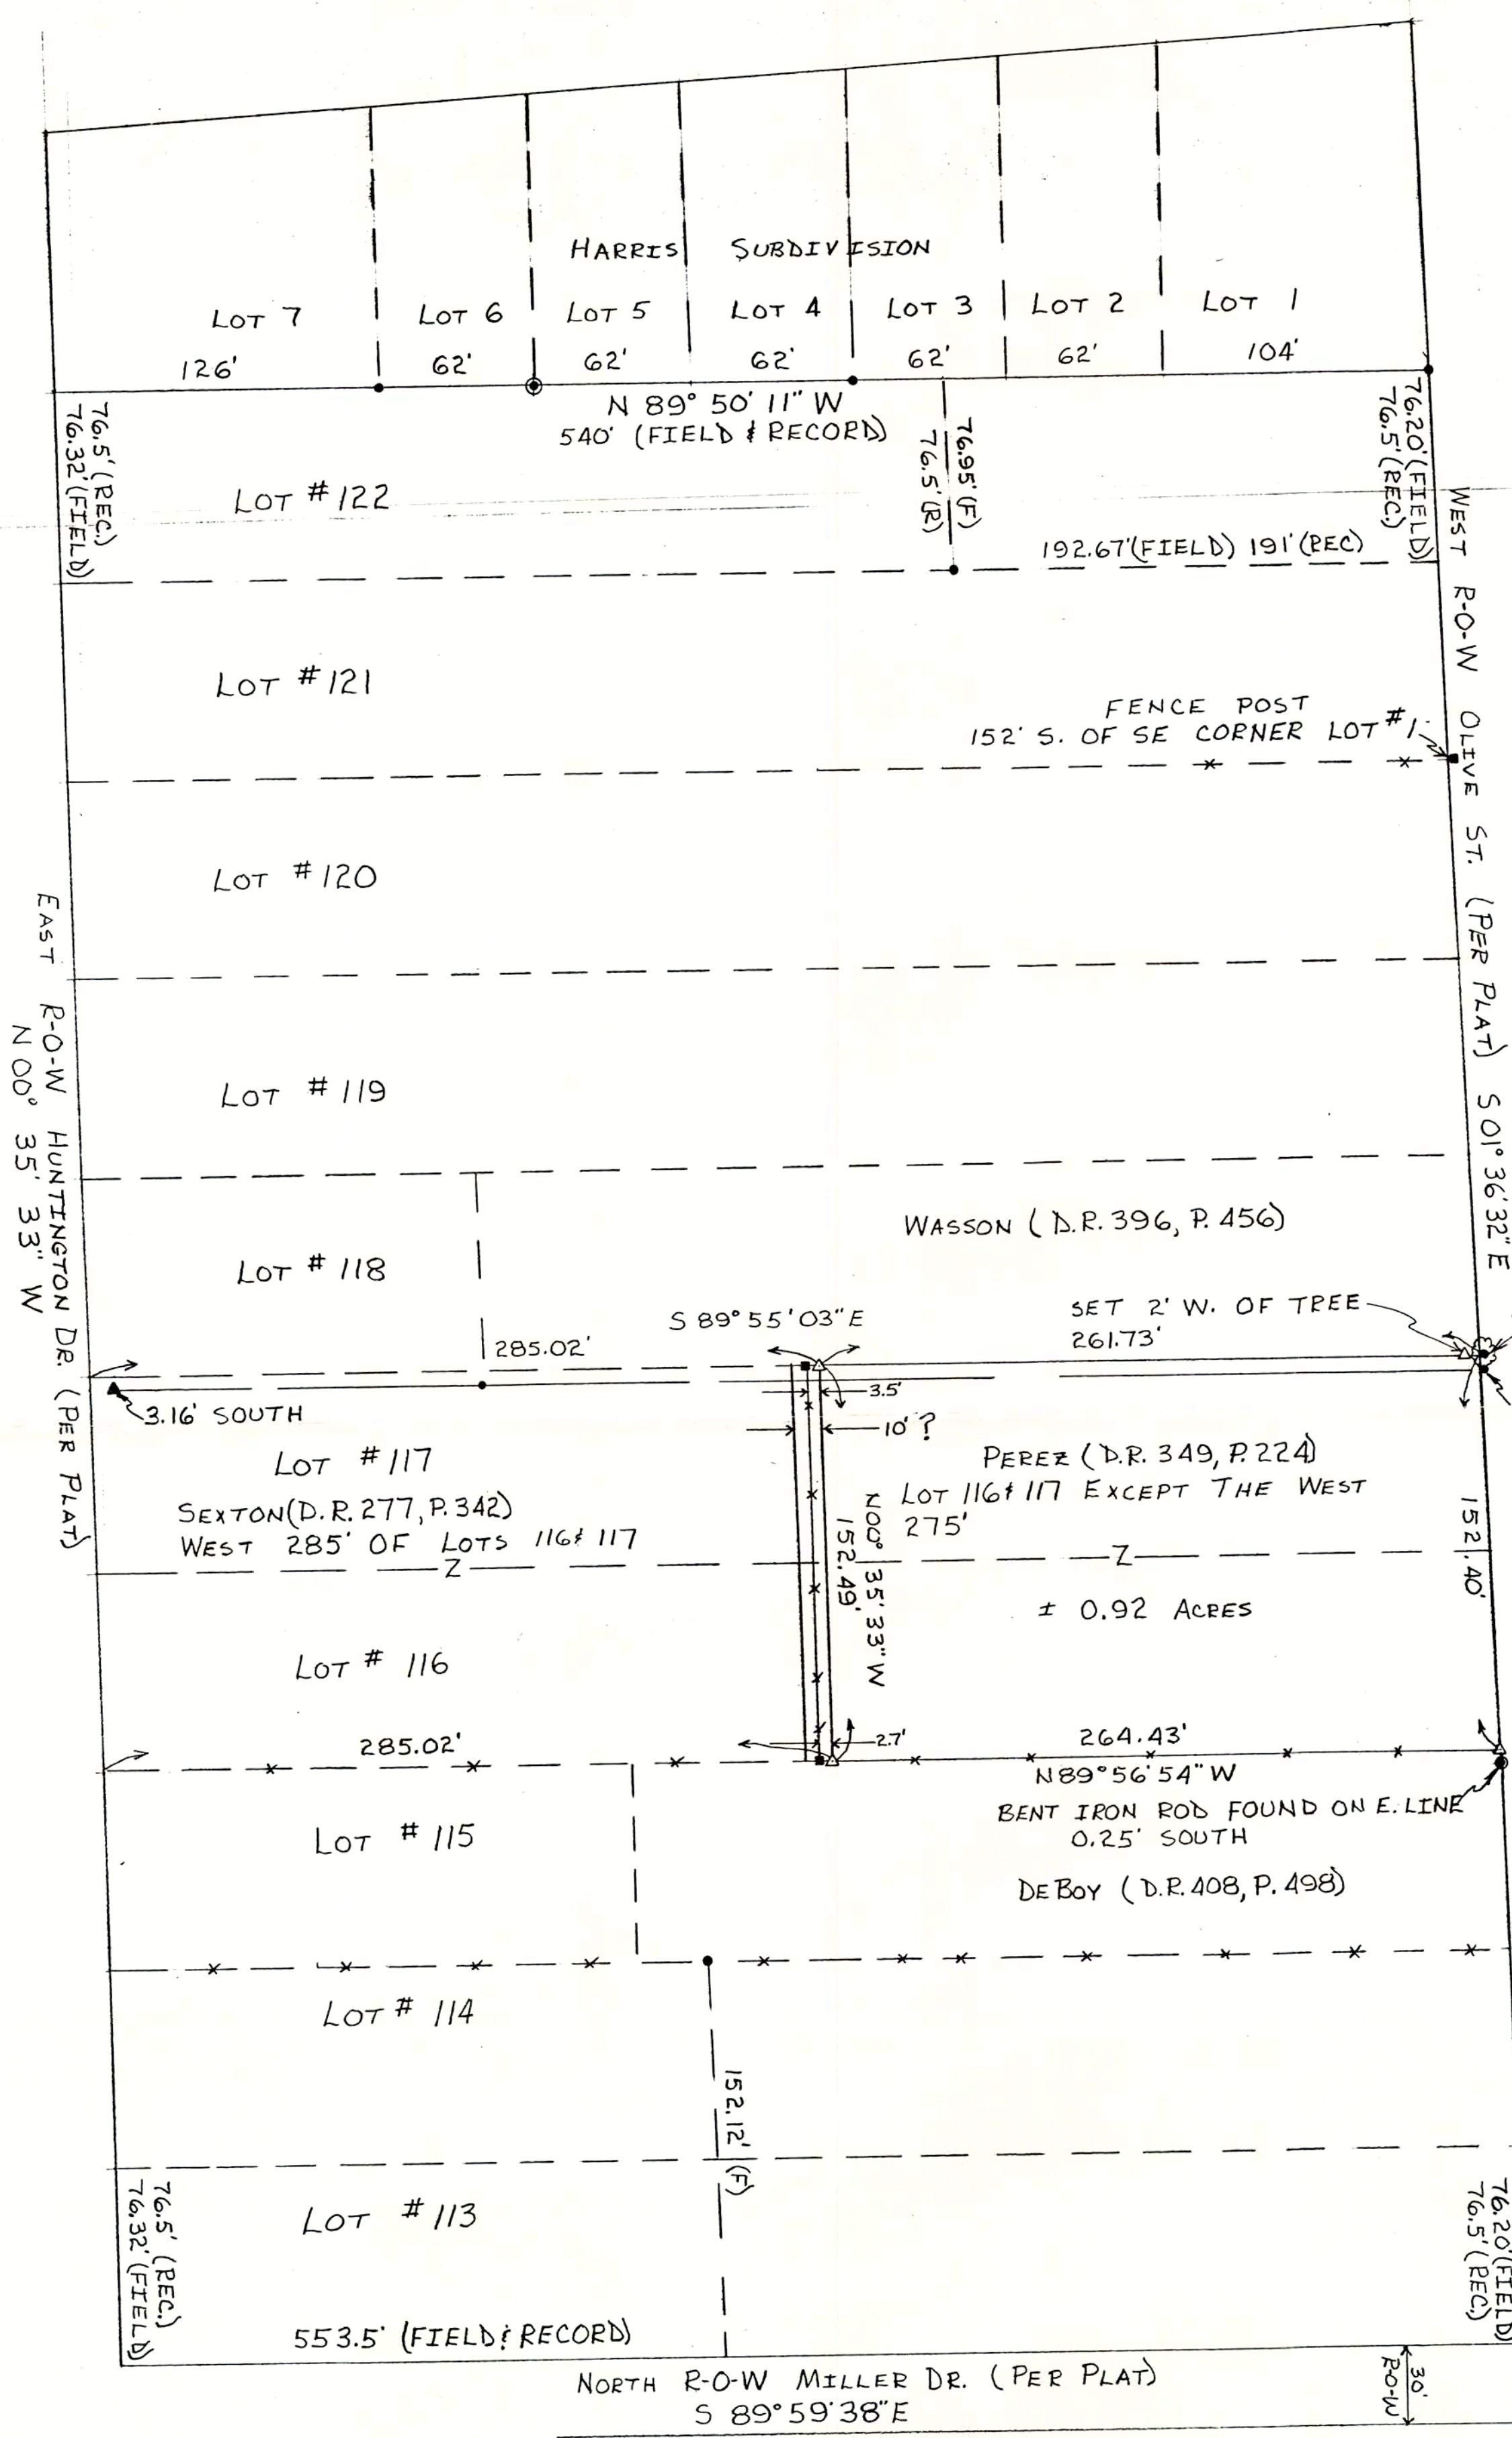 HARRIS SUBDIVISION
LOT 7
LOT 6
LOT 5
LOT 4
LOT 3
LOT 2
LOT 1
126'
62'
62'
62'
62'
62'
104'
N 89° 50' 11" W
540' (FIELD & RECORD)
76.5' (REC.)
76.32' (FIELD)
76.95' (F)
76.5' (R)
76.20' (FIELD)
76.5' (REC.)
LOT #122
192.67' (FIELD) 191' (REC)
WEST R-O-W OLIVE ST. (PER PLAT) S 01° 36' 32" E
LOT #121
FENCE POST
152' S. OF SE CORNER LOT #1
LOT #120
EAST R-O-W HUNTINGTON DR. (PER PLAT)
N 00° 35' 33" W
LOT #119
WASSON (D.R. 396, P. 456)
LOT #118
S 89° 55' 03" E
SET 2' W. OF TREE
261.73'
285.02'
3.16' SOUTH
3.5'
10' ?
LOT #117
SEXTON (D.R. 277, P. 342)
WEST 285' OF LOTS 116 & 117
PEREZ (D.R. 349, P. 224)
LOT 116 & 117 EXCEPT THE WEST
275'
N 00° 35' 33" W
152.49'
152.40'
Z
Z
± 0.92 ACRES
LOT # 116
285.02'
2.7'
264.43'
N 89° 56' 54" W
BENT IRON ROD FOUND ON E. LINE
0.25' SOUTH
LOT #115
DEBOY (D.R. 408, P. 498)
LOT # 114
152.12' (F)
LOT #113
76.5' (REC.)
76.32' (FIELD)
76.20' (FIELD)
76.5' (REC.)
553.5' (FIELD & RECORD)
NORTH R-O-W MILLER DR. (PER PLAT)
S 89° 59' 38" E
30'
R-O-W